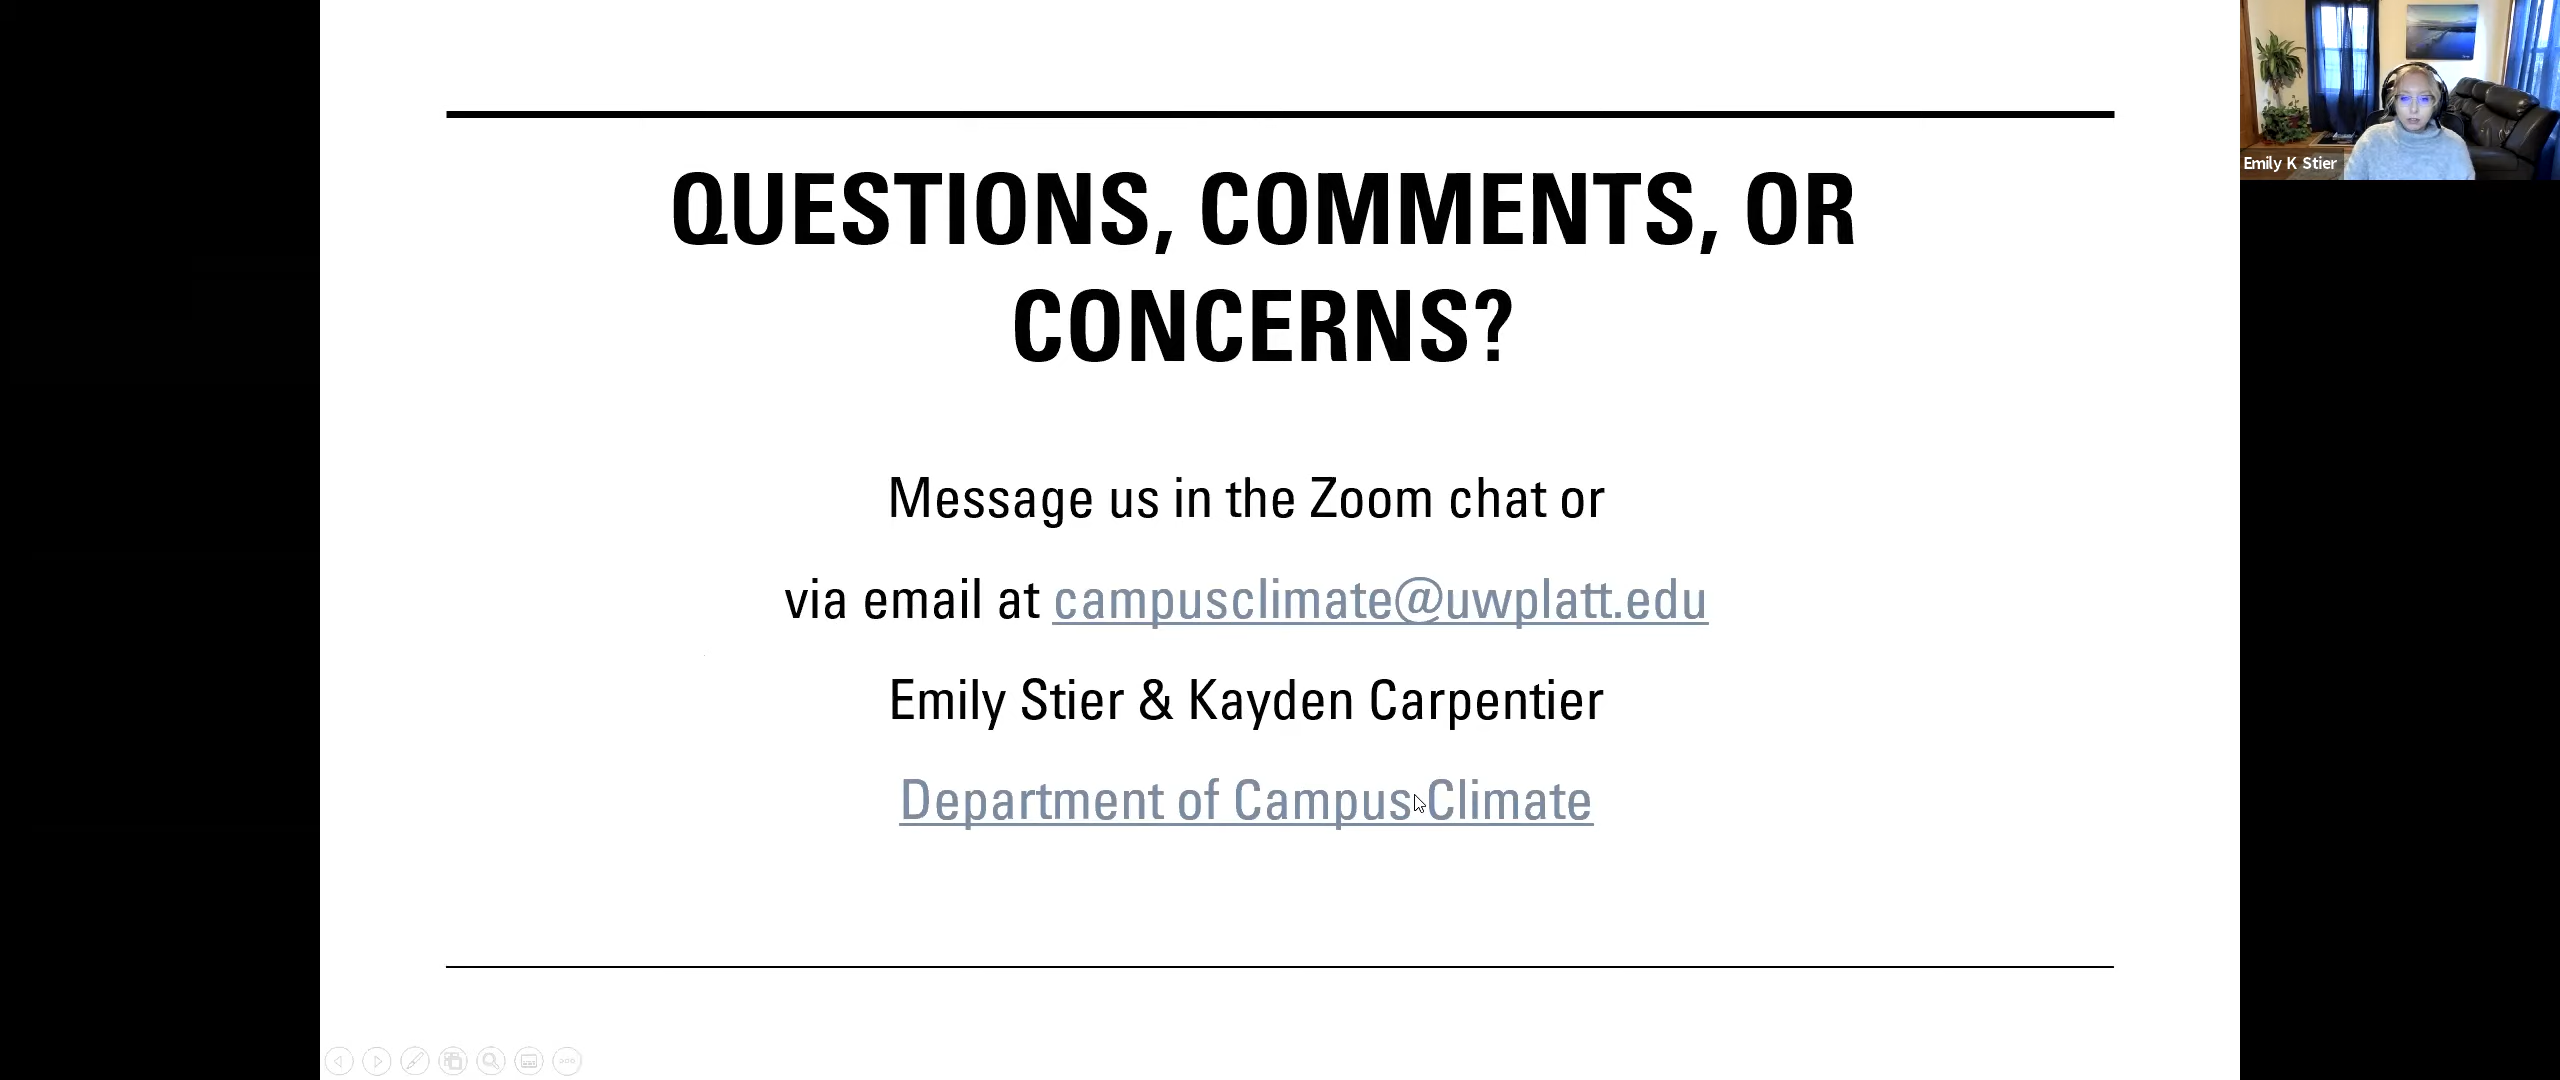 QUESTIONS, COMMENTS, OR
CONCERNS?
Message us in the Zoom chat or
via email at campusclimate@uwplatt.edu
Emily Stier & Kayden Carpentier
Department of Campus Climate
Emily K Stier